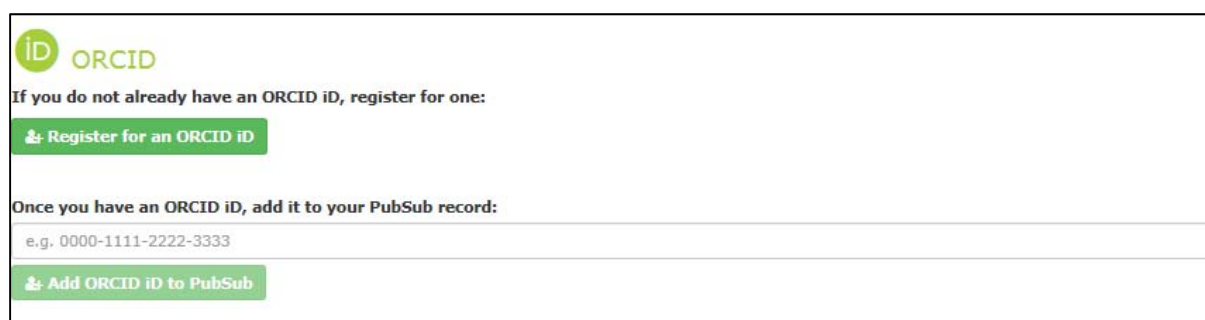 iD ORCID
If you do not already have an ORCID iD, register for one:
Register for an ORCID iD
Once you have an ORCID iD, add it to your PubSub record:
e.g. 0000-1111-2222-3333
Add ORCID iD to PubSub